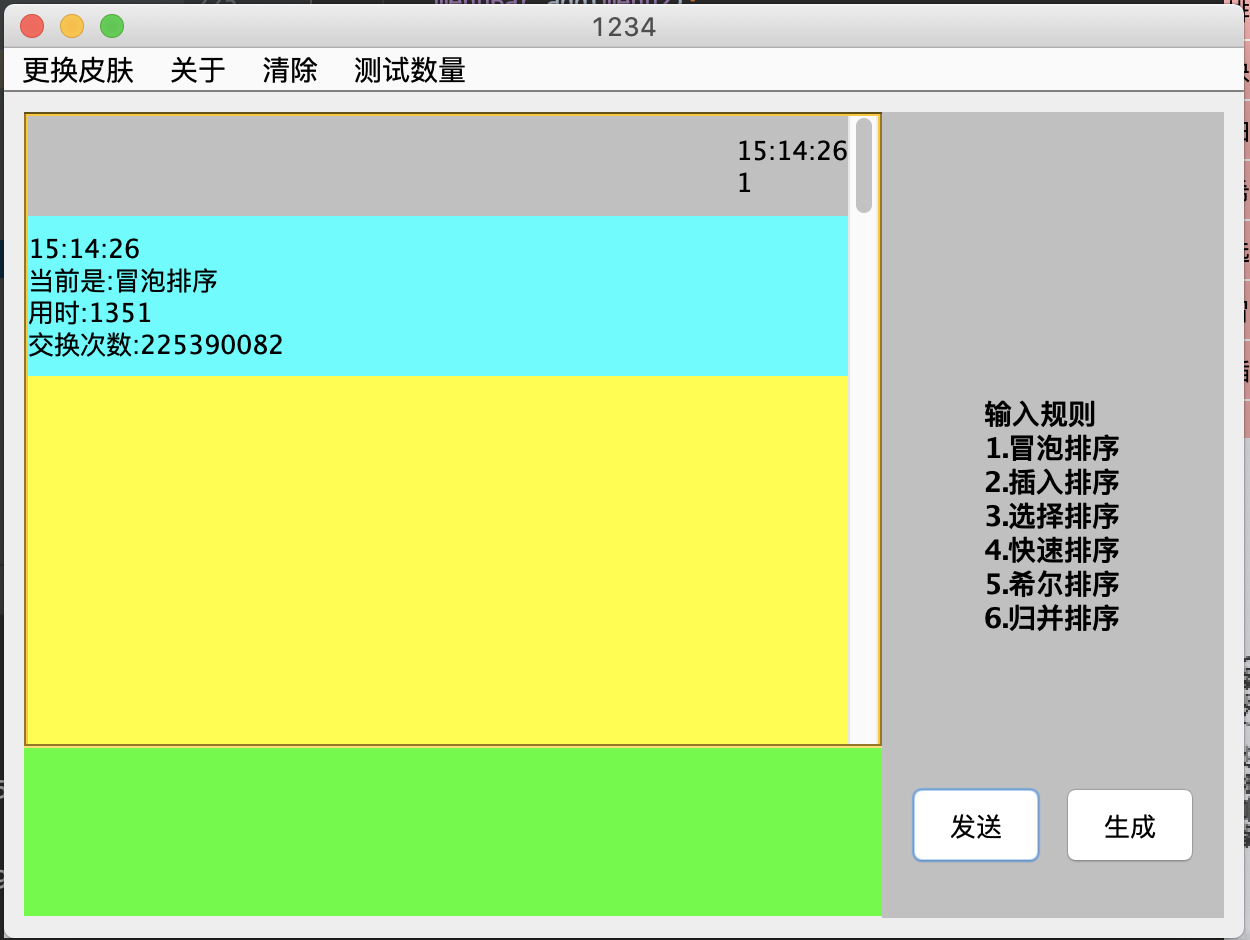 1234
更换皮肤 关于 清除 测试数量
15:14:26
1
15:14:26
当前是:冒泡排序
用时:1351
交换次数:225390082
输入规则
1.冒泡排序
2.插入排序
3.选择排序
4.快速排序
5.希尔排序
6.归并排序
发送 生成